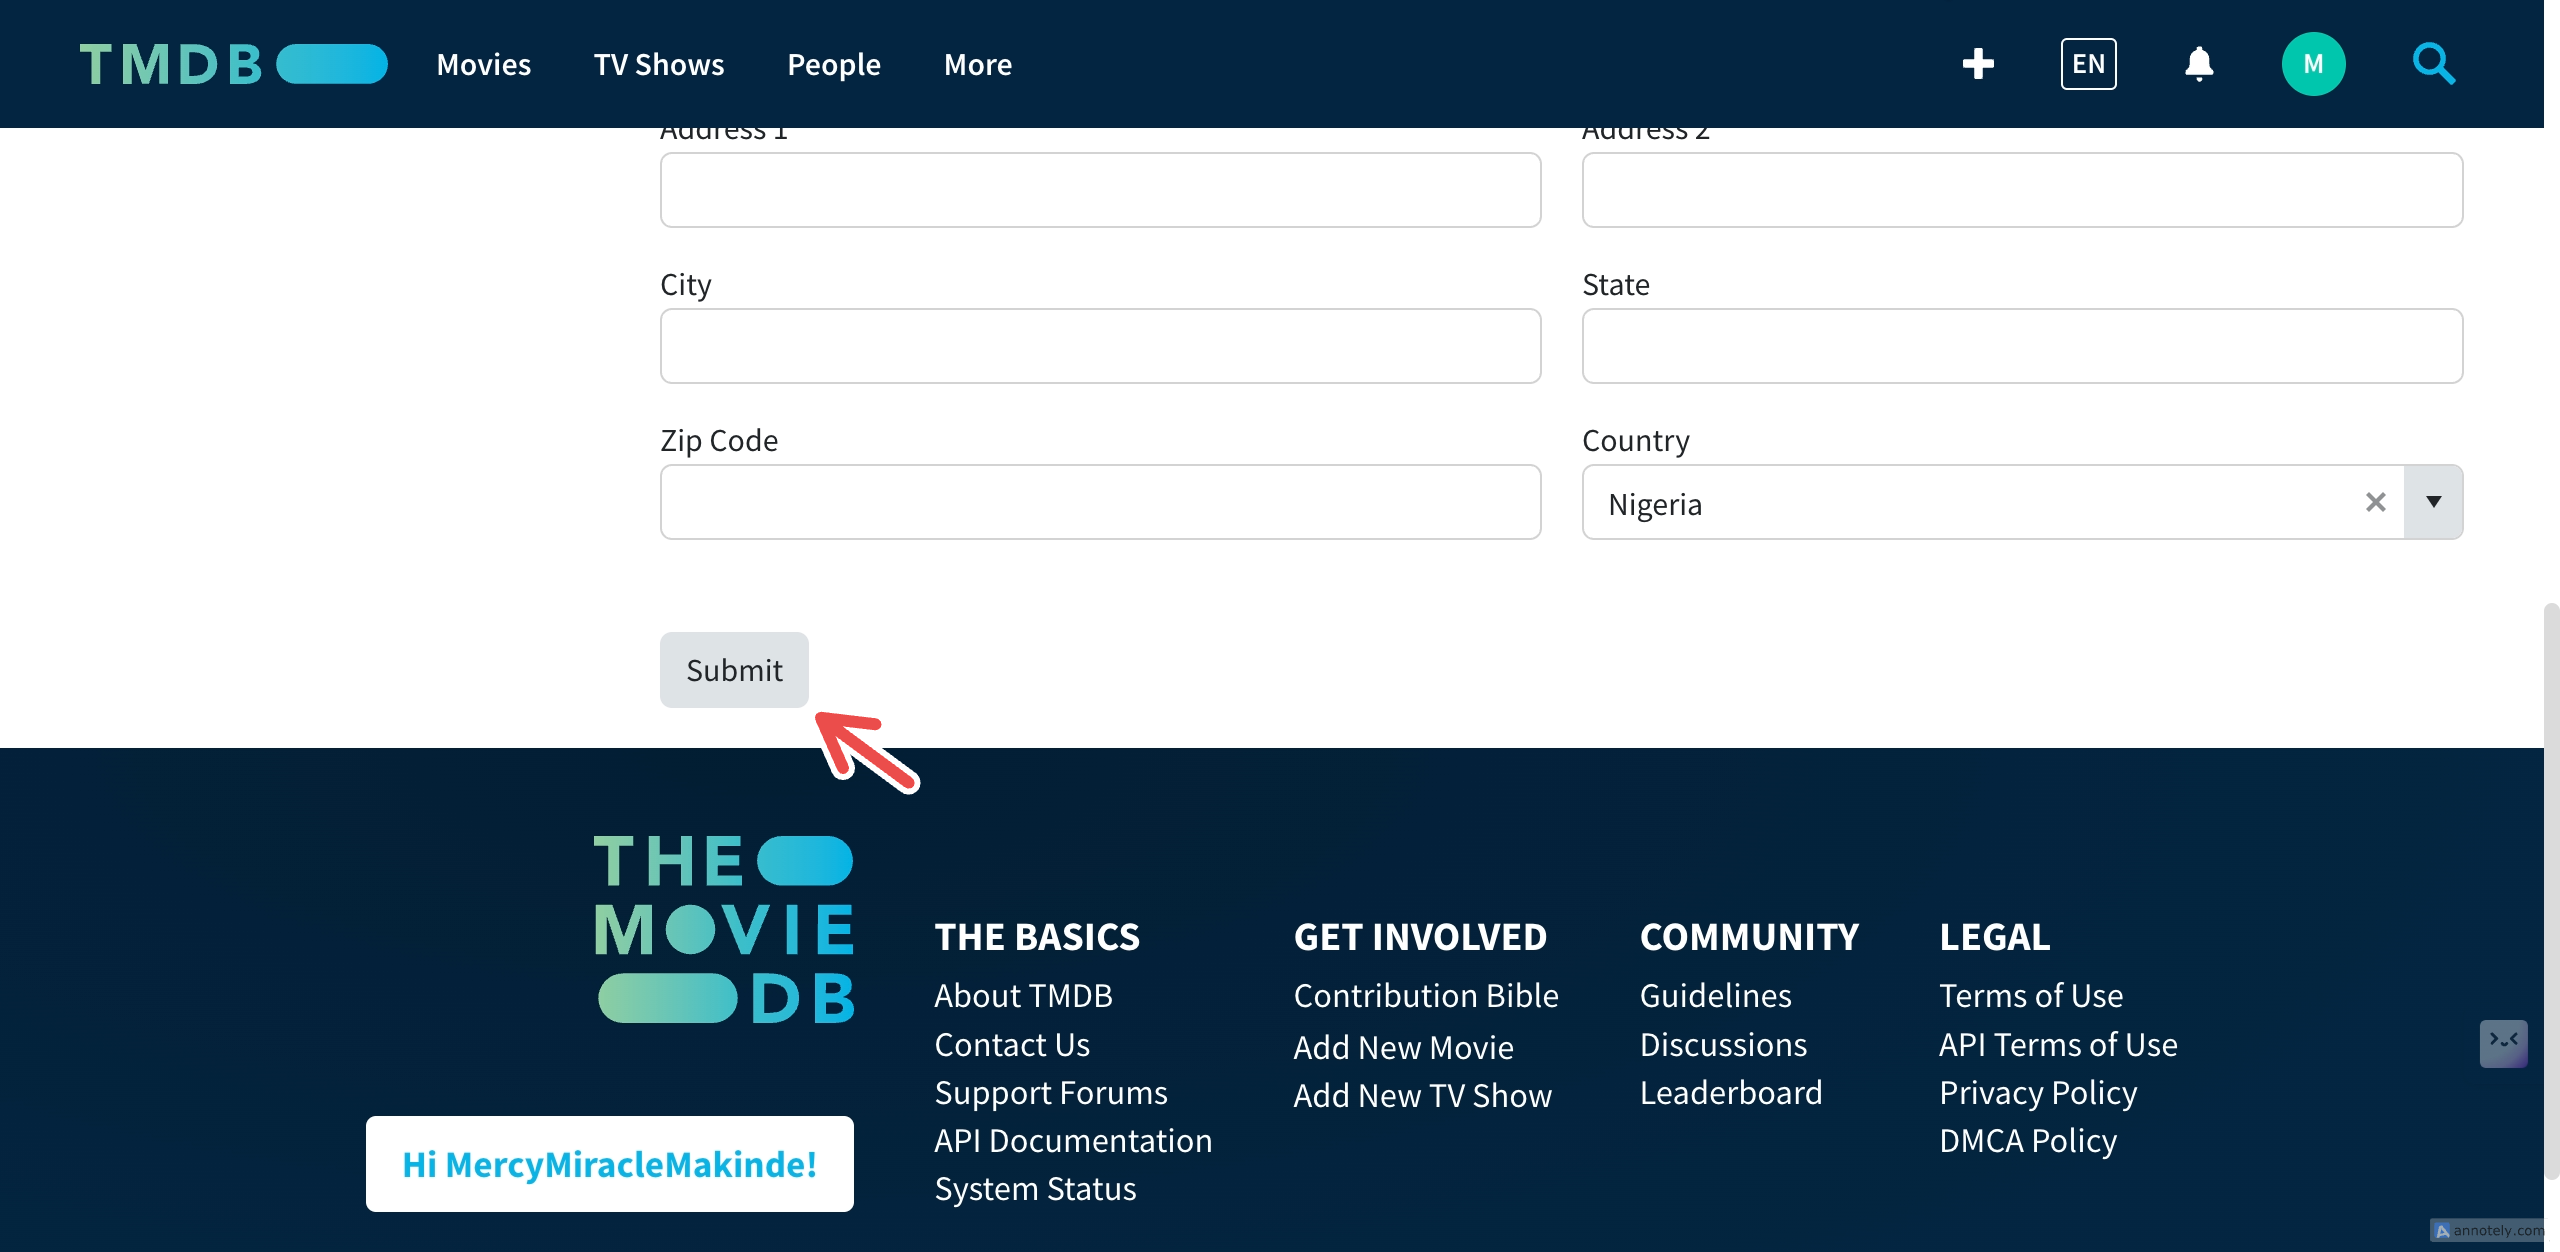 TMDB Movies TV Shows People More EN M
Address 1 Address 2
City State
Zip Code Country
Nigeria
Submit
THE
MOVIE
DB
Hi MercyMiracleMakinde!
THE BASICS
About TMDB
Contact Us
Support Forums
API Documentation
System Status
GET INVOLVED
Contribution Bible
Add New Movie
Add New TV Show
COMMUNITY
Guidelines
Discussions
Leaderboard
LEGAL
Terms of Use
API Terms of Use
Privacy Policy
DMCA Policy
annotely.com